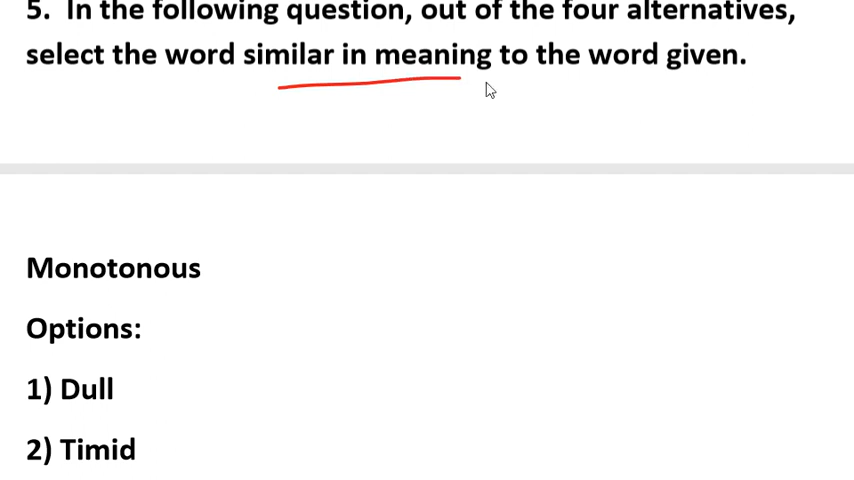 5. In the following question, out of the four alternatives,
select the word similar in meaning to the word given.
Monotonous
Options:
1) Dull
2) Timid